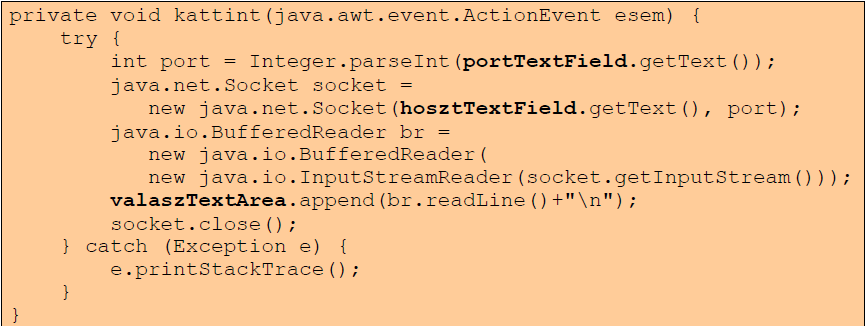 private void kattint(java.awt.event.ActionEvent esem) {
    try {
        int port = Integer.parseInt(portTextField.getText());
        java.net.Socket socket =
           new java.net.Socket(hosztTextField.getText(), port);
        java.io.BufferedReader br =
           new java.io.BufferedReader(
           new java.io.InputStreamReader(socket.getInputStream()));
        valaszTextArea.append(br.readLine()+"\n");
        socket.close();
    } catch (Exception e) {
        e.printStackTrace();
    }
}